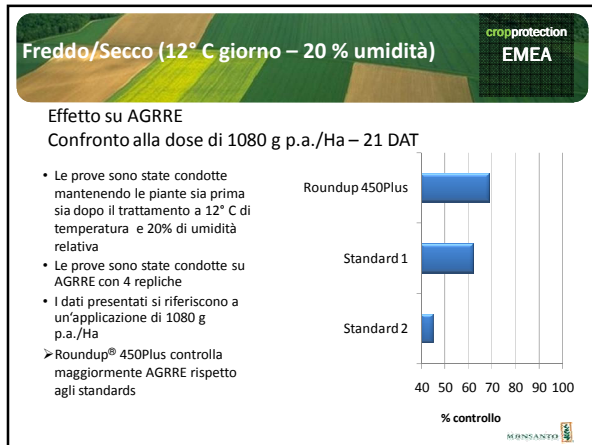 Freddo/Secco (12° C giorno – 20 % umidità)
cropprotection
EMEA
Effetto su AGRRE
Confronto alla dose di 1080 g p.a./Ha – 21 DAT
• Le prove sono state condotte
mantenendo le piante sia prima
sia dopo il trattamento a 12° C di
temperatura e 20% di umidità
relativa
• Le prove sono state condotte su
AGRRE con 4 repliche
• I dati presentati si riferiscono a
un'applicazione di 1080 g
p.a./Ha
➢Roundup® 450Plus controlla
maggiormente AGRRE rispetto
agli standards
Roundup 450Plus
Standard 1
Standard 2
40 50 60 70 80 90 100
% controllo
MONSANTO